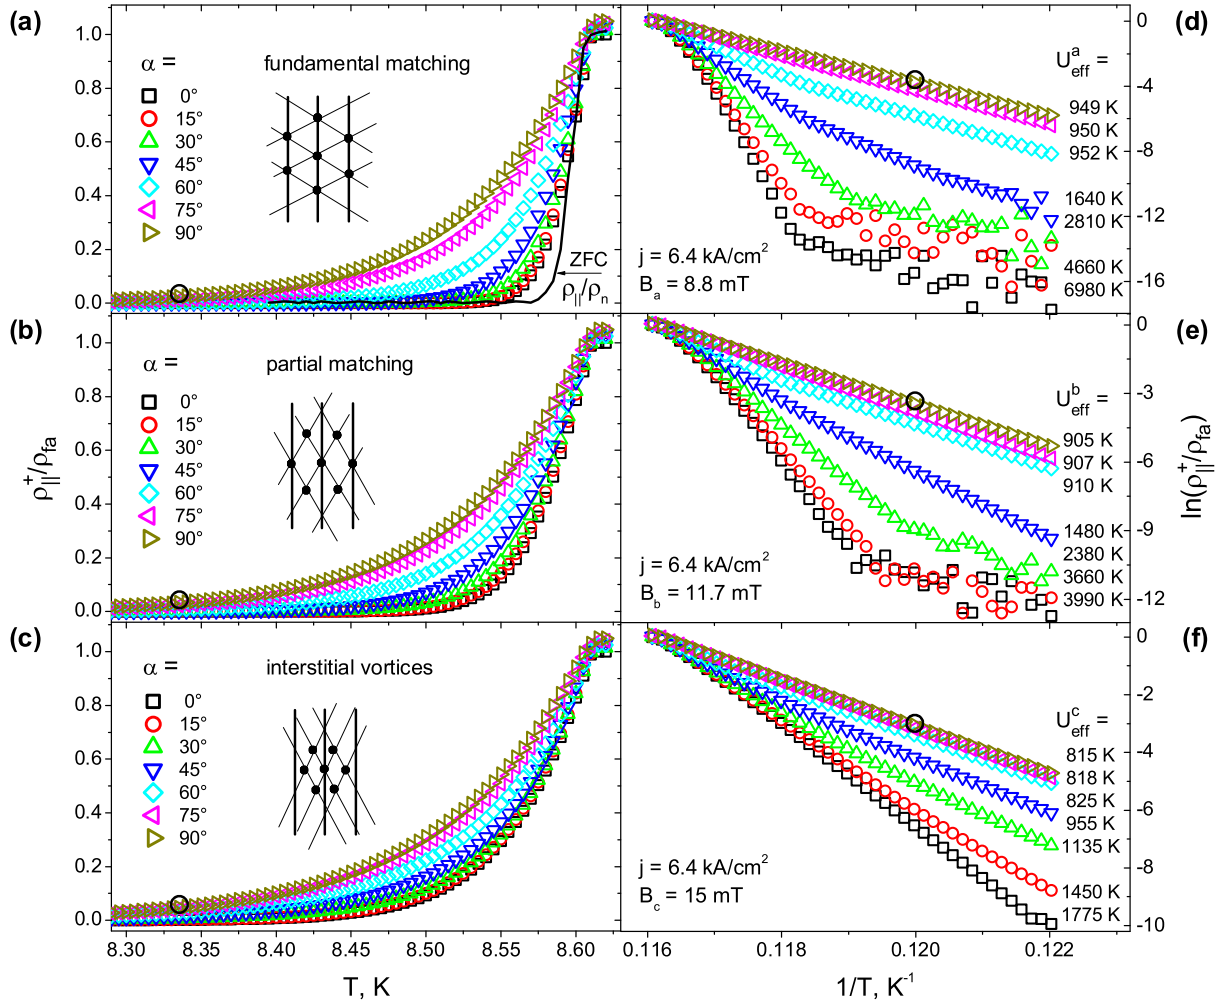 (a)
α =
fundamental matching
0°
15°
30°
45°
60°
75°
90°
1.0
0.8
0.6
0.4
0.2
0.0
ZFC
ρ||/ρn
(b)
α =
partial matching
0°
15°
30°
45°
60°
75°
90°
1.0
0.8
0.6
0.4
0.2
0.0
ρ||+/ρfa
(c)
α =
interstitial vortices
0°
15°
30°
45°
60°
75°
90°
1.0
0.8
0.6
0.4
0.2
0.0
8.30
8.35
8.40
8.45
8.50
8.55
8.60
T, K
(d)
0
-4
-8
-12
-16
Uaeff =
949 K
950 K
952 K
1640 K
2810 K
4660 K
6980 K
j = 6.4 kA/cm2
Ba = 8.8 mT
(e)
0
-3
-6
-9
-12
Ubeff =
905 K
907 K
910 K
1480 K
2380 K
3660 K
3990 K
j = 6.4 kA/cm2
Bb = 11.7 mT
ln(ρ||+/ρfa)
(f)
0
-2
-4
-6
-8
-10
Uceff =
815 K
818 K
825 K
955 K
1135 K
1450 K
1775 K
j = 6.4 kA/cm2
Bc = 15 mT
0.116
0.118
0.120
0.122
1/T, K-1